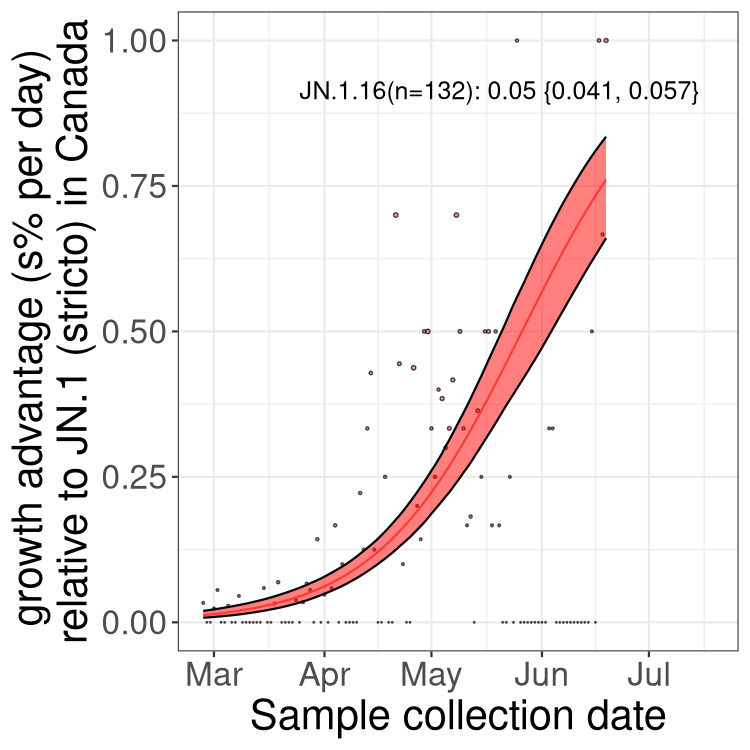 growth advantage (s% per day)
relative to JN.1 (stricto) in Canada
1.00
0.75
0.50
0.25
0.00
JN.1.16(n=132): 0.05 {0.041, 0.057}
Mar Apr May Jun Jul
Sample collection date